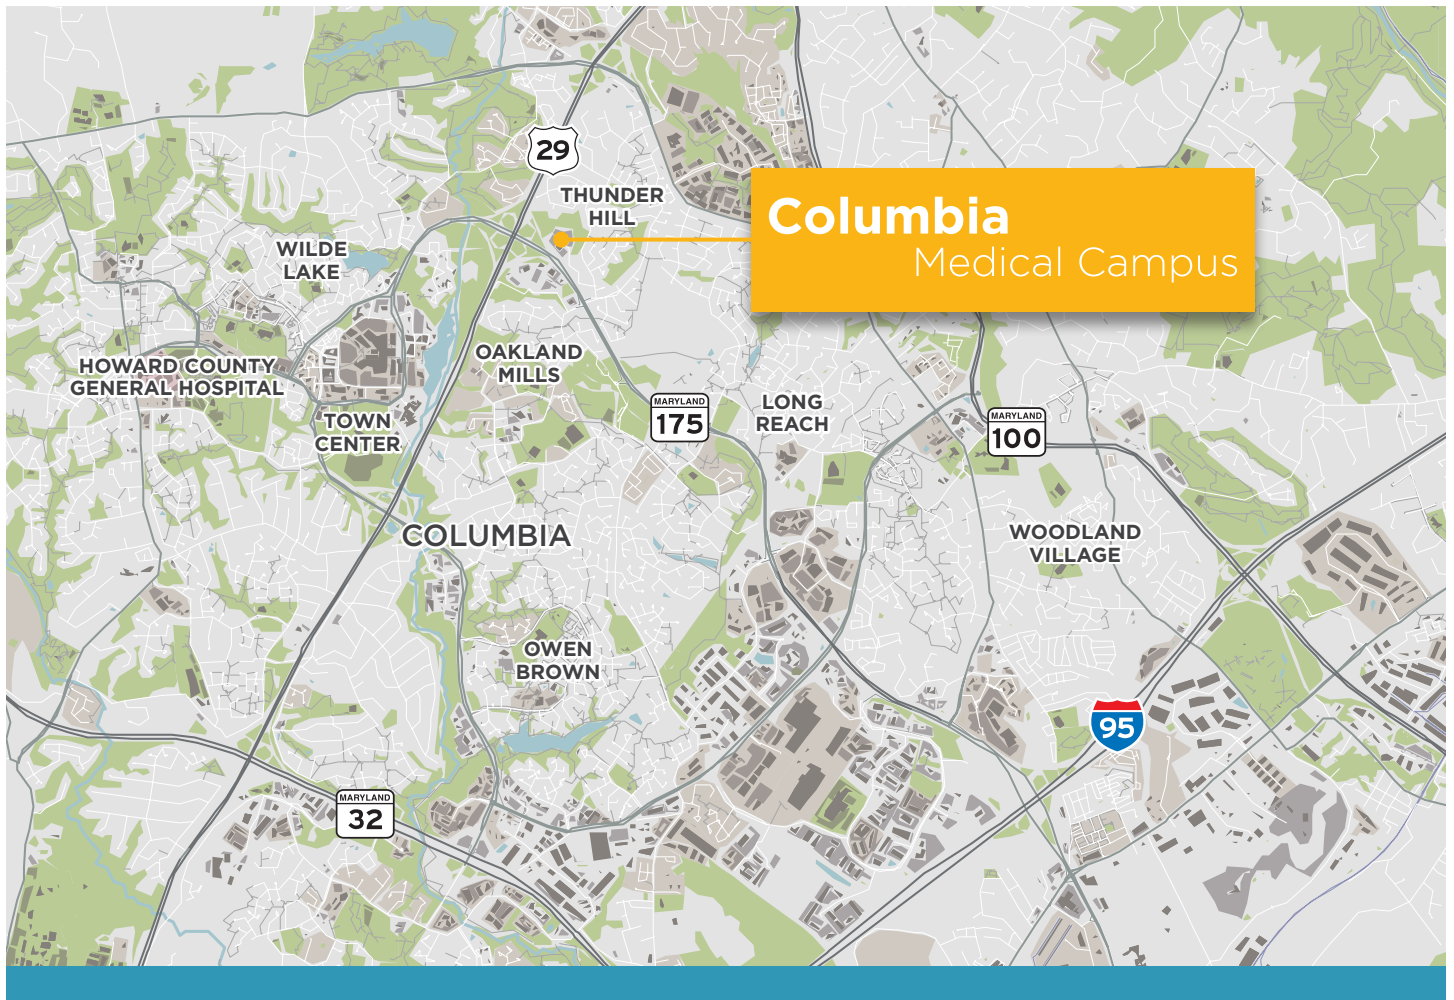 29
THUNDER
HILL
Columbia
Medical Campus
WILDE
LAKE
OAKLAND
MILLS
HOWARD COUNTY
GENERAL HOSPITAL
TOWN
CENTER
MARYLAND
175
LONG
REACH
MARYLAND
100
COLUMBIA
WOODLAND
VILLAGE
OWEN
BROWN
95
MARYLAND
32